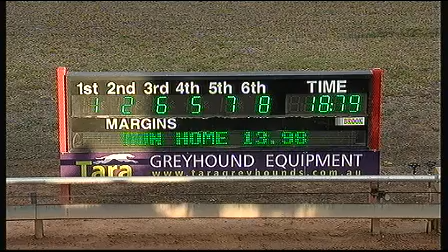 1st 2nd 3rd 4th 5th 6th TIME
1 2 6 5 7 8 18:79
MARGINS BROOK
RUN HOME 13.98
Tara GREYHOUND EQUIPMENT
www.taragreyhounds.com.au